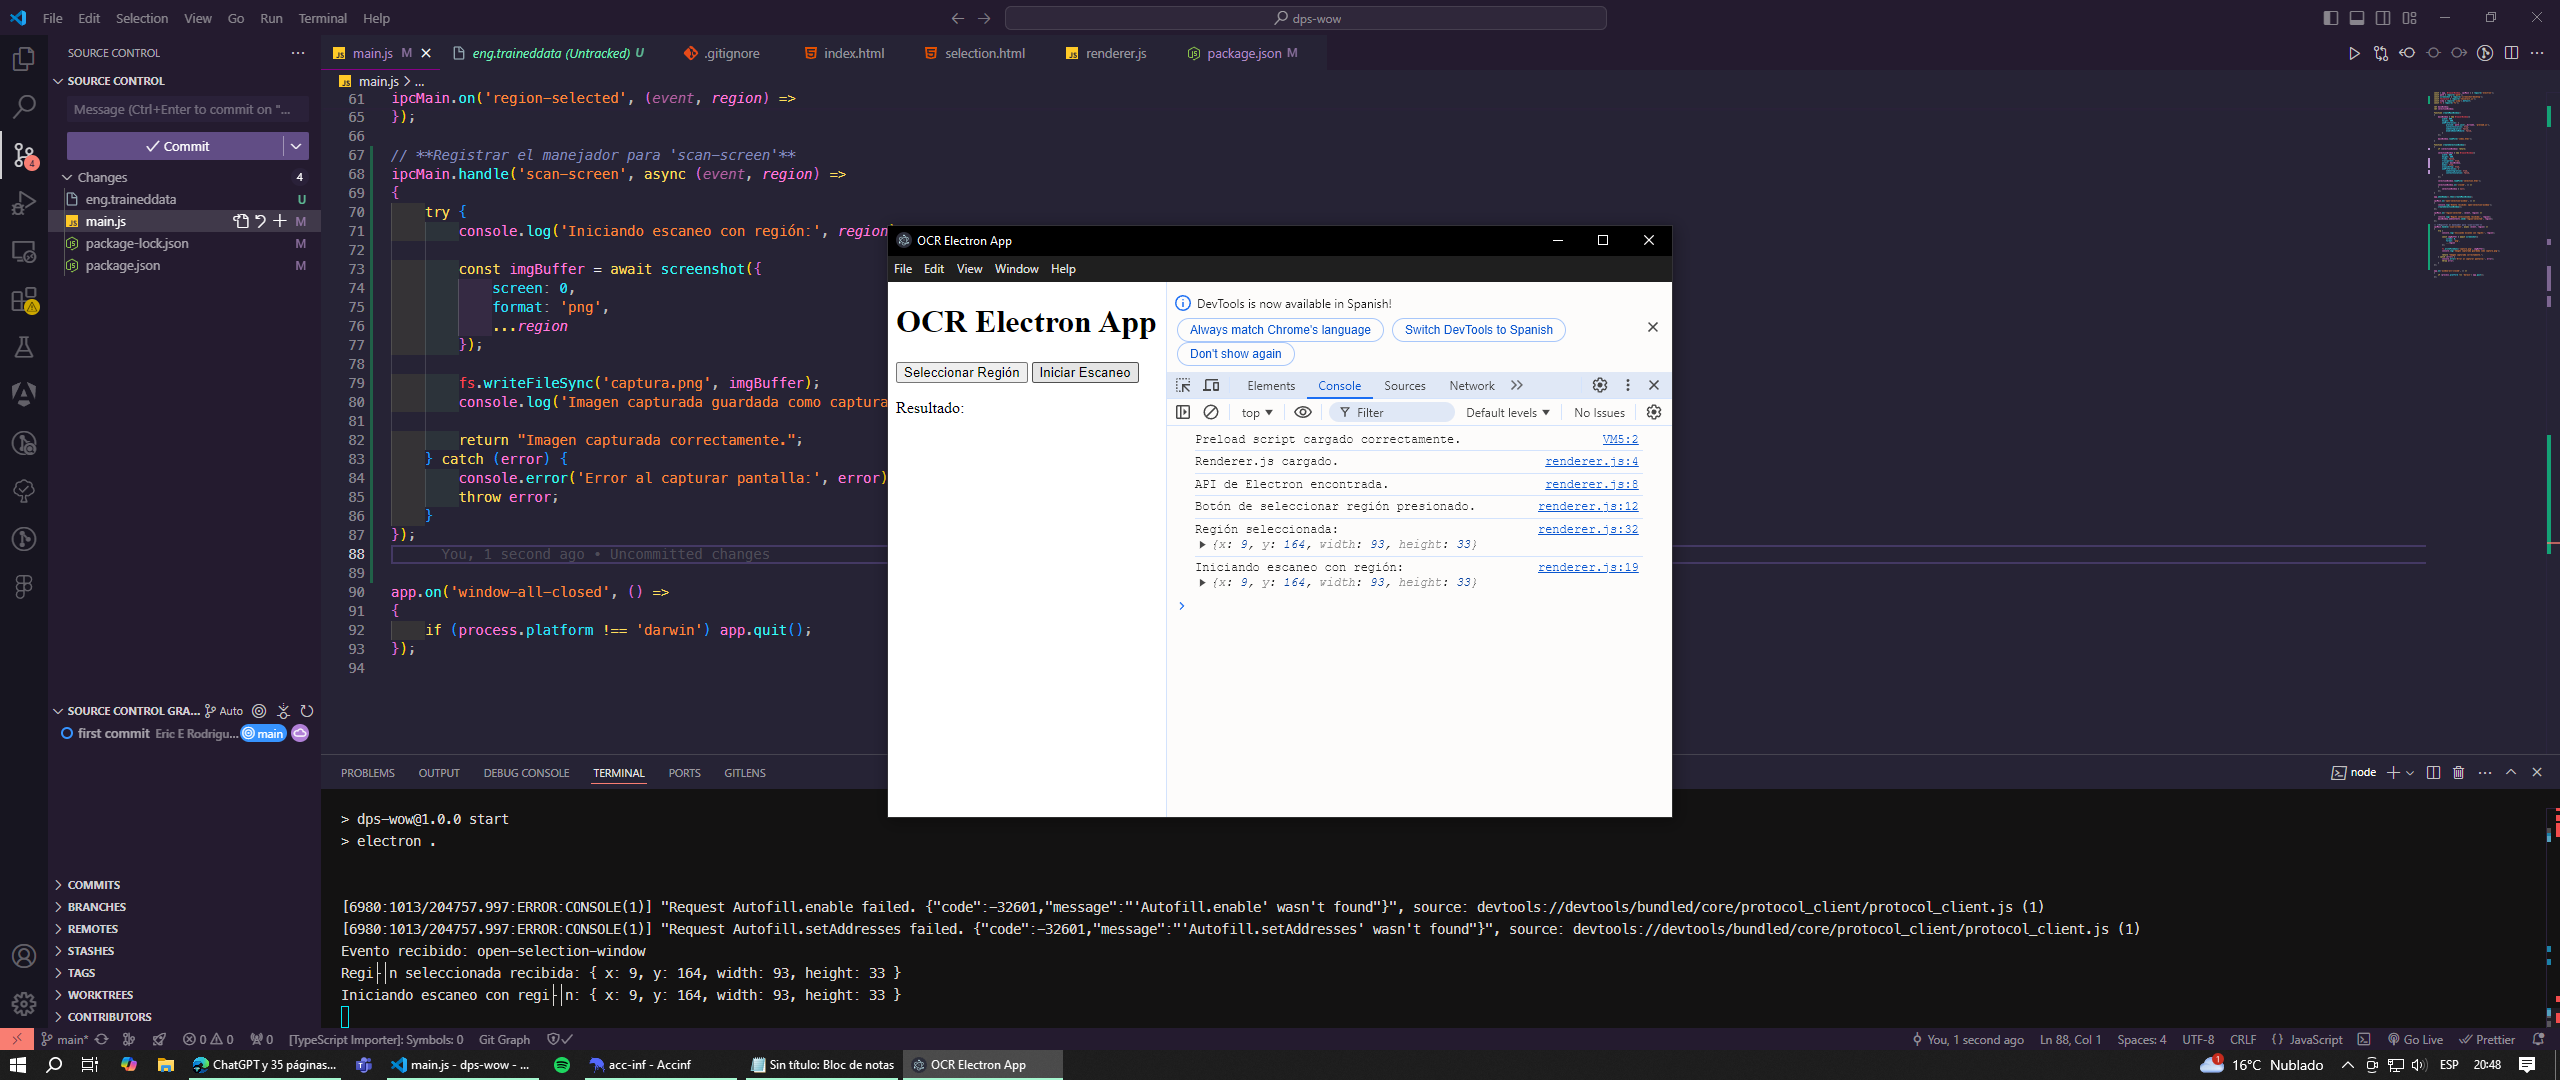 File Edit Selection View Go Run Terminal Help
dps-wow
SOURCE CONTROL
SOURCE CONTROL
Message (Ctrl+Enter to commit on "...
Commit
Changes 4
eng.traineddata U
main.js M
package-lock.json M
package.json M
SOURCE CONTROL GRA... Auto
first commit Eric E Rodrigu... main
COMMITS
BRANCHES
REMOTES
STASHES
TAGS
WORKTREES
CONTRIBUTORS
main.js M
eng.traineddata (Untracked) U
.gitignore
index.html
selection.html
renderer.js
package.json M
main.js > ...
61 ipcMain.on('region-selected', (event, region) =>
65 });
66
67 // **Registrar el manejador para 'scan-screen'**
68 ipcMain.handle('scan-screen', async (event, region) =>
69 {
70 try {
71 console.log('Iniciando escaneo con región:', region
72
73 const imgBuffer = await screenshot({
74 screen: 0,
75 format: 'png',
76 ...region
77 });
78
79 fs.writeFileSync('captura.png', imgBuffer);
80 console.log('Imagen capturada guardada como captura
81
82 return "Imagen capturada correctamente.";
83 } catch (error) {
84 console.error('Error al capturar pantalla:', error)
85 throw error;
86 }
87 });
88 You, 1 second ago • Uncommitted changes
89
90 app.on('window-all-closed', () =>
91 {
92 if (process.platform !== 'darwin') app.quit();
93 });
94
OCR Electron App
File Edit View Window Help
OCR Electron App
Seleccionar Región Iniciar Escaneo
Resultado:
DevTools is now available in Spanish!
Always match Chrome's language Switch DevTools to Spanish
Don't show again
Elements Console Sources Network
top Filter Default levels No Issues
Preload script cargado correctamente. VM5:2
Renderer.js cargado. renderer.js:4
API de Electron encontrada. renderer.js:8
Botón de seleccionar región presionado. renderer.js:12
Región seleccionada: renderer.js:32
{x: 9, y: 164, width: 93, height: 33}
Iniciando escaneo con región: renderer.js:19
{x: 9, y: 164, width: 93, height: 33}
PROBLEMS OUTPUT DEBUG CONSOLE TERMINAL PORTS GITLENS
node
> dps-wow@1.0.0 start
> electron .
[6980:1013/204757.997:ERROR:CONSOLE(1)] "Request Autofill.enable failed. {"code":-32601,"message":"'Autofill.enable' wasn't found"}", source: devtools://devtools/bundled/core/protocol_client/protocol_client.js (1)
[6980:1013/204757.997:ERROR:CONSOLE(1)] "Request Autofill.setAddresses failed. {"code":-32601,"message":"'Autofill.setAddresses' wasn't found"}", source: devtools://devtools/bundled/core/protocol_client/protocol_client.js (1)
Evento recibido: open-selection-window
Regi├│n seleccionada recibida: { x: 9, y: 164, width: 93, height: 33 }
Iniciando escaneo con regi├│n: { x: 9, y: 164, width: 93, height: 33 }
main* 0 0 0 [TypeScript Importer]: Symbols: 0 Git Graph
You, 1 second ago Ln 88, Col 1 Spaces: 4 UTF-8 CRLF {} JavaScript Go Live Prettier
ChatGPT y 35 páginas...
main.js - dps-wow - ...
acc-inf - Accinf
Sin título: Bloc de notas
OCR Electron App
1 16°C Nublado ESP 20:48